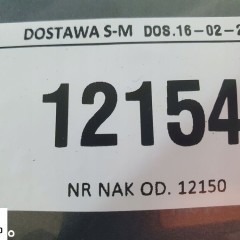 DOSTAWA S-M DOS.16-02-2
12154
NR NAK OD. 12150